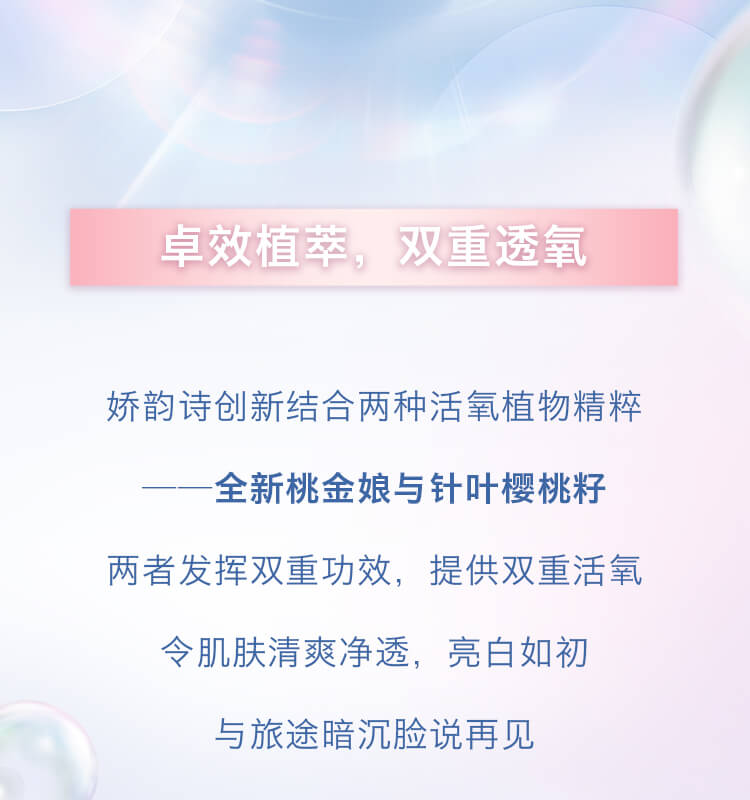 卓效植萃，双重透氧
娇韵诗创新结合两种活氧植物精粹
——全新桃金娘与针叶樱桃籽
两者发挥双重功效，提供双重活氧
令肌肤清爽净透，亮白如初
与旅途暗沉脸说再见